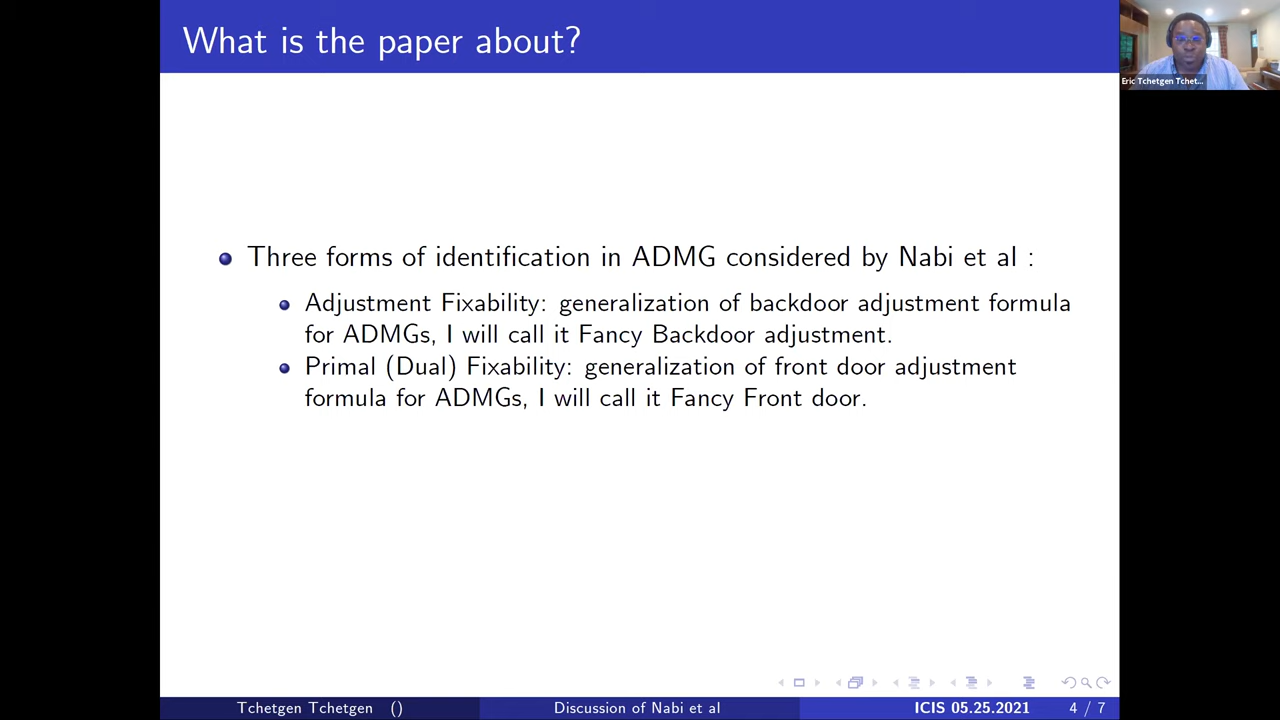 What is the paper about?
Eric Tchetgen Tchet...
Three forms of identification in ADMG considered by Nabi et al :
Adjustment Fixability: generalization of backdoor adjustment formula
for ADMGs, I will call it Fancy Backdoor adjustment.
Primal (Dual) Fixability: generalization of front door adjustment
formula for ADMGs, I will call it Fancy Front door.
Tchetgen Tchetgen ()
Discussion of Nabi et al
ICIS 05.25.2021
4 / 7